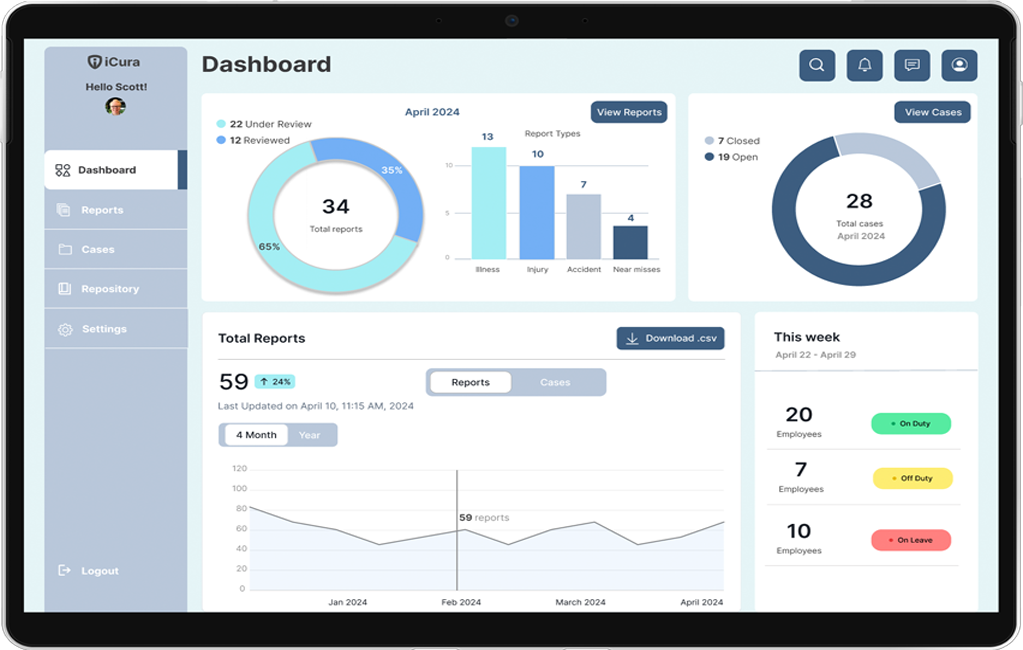 iCura
Hello Scott!
Dashboard
Reports
Cases
Repository
Settings
Logout
Dashboard
April 2024
View Reports
22 Under Review
12 Reviewed
35%
65%
34
Total reports
Report Types
10
5
0
13
10
7
4
Illness
Injury
Accident
Near misses
View Cases
7 Closed
19 Open
28
Total cases
April 2024
Total Reports
Download .csv
59
24%
Reports
Cases
Last Updated on April 10, 11:15 AM, 2024
4 Month
Year
120
100
80
60
40
20
0
59 reports
Jan 2024
Feb 2024
March 2024
April 2024
This week
April 22 - April 29
20
Employees
On Duty
7
Employees
Off Duty
10
Employees
On Leave